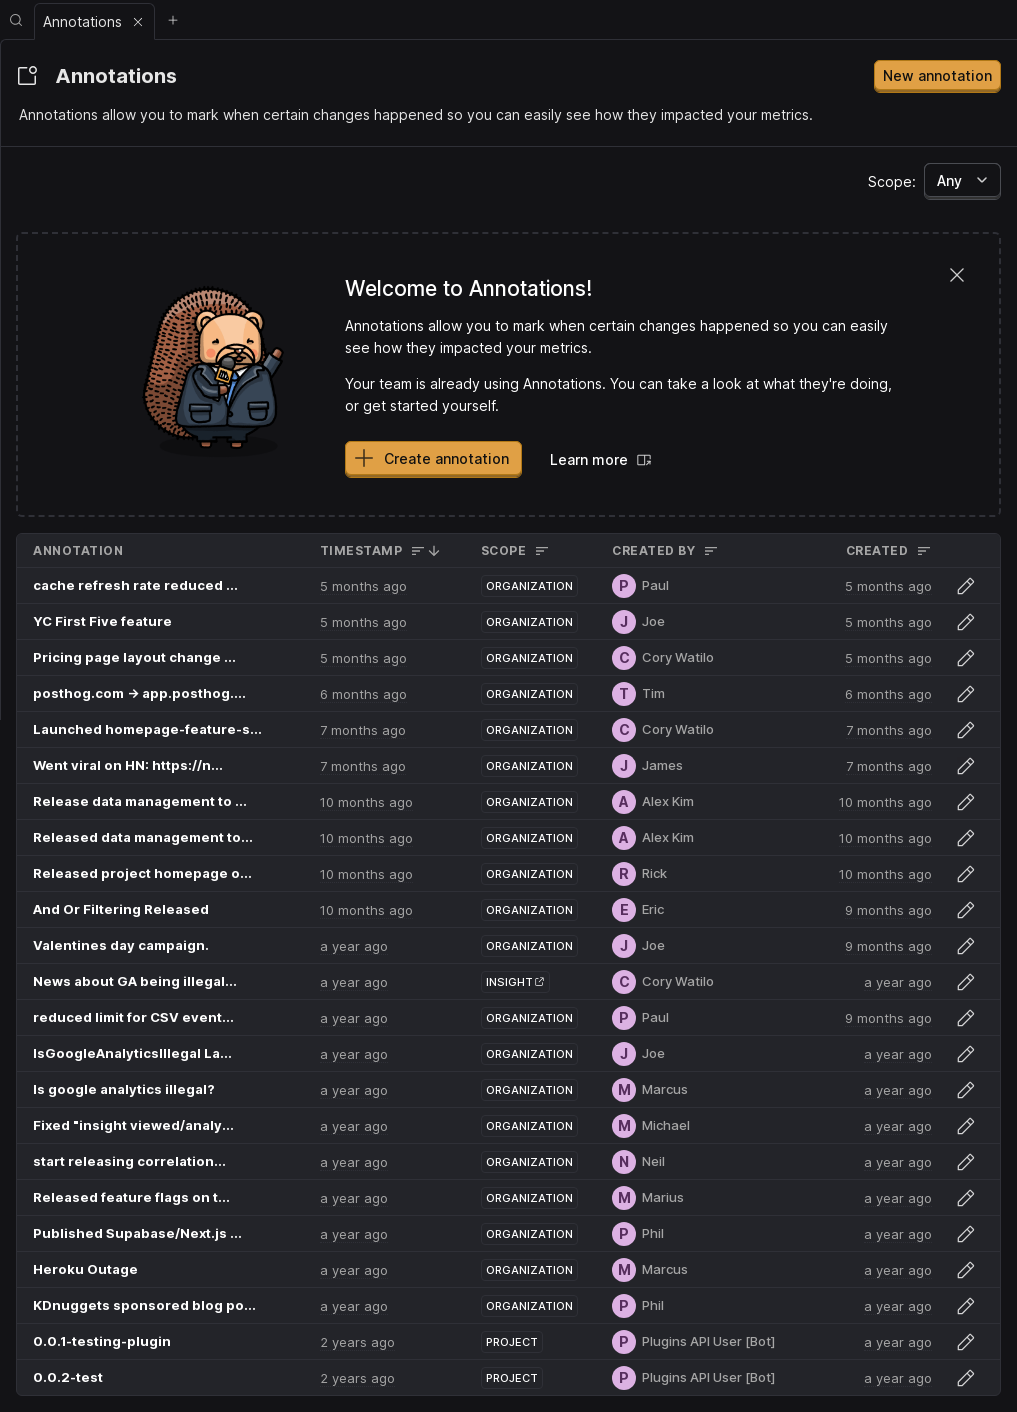 Annotations
Annotations
New annotation
Annotations allow you to mark when certain changes happened so you can easily see how they impacted your metrics.
Scope: Any
Welcome to Annotations!
Annotations allow you to mark when certain changes happened so you can easily
see how they impacted your metrics.
Your team is already using Annotations. You can take a look at what they're doing,
or get started yourself.
Create annotation Learn more
ANNOTATION TIMESTAMP SCOPE CREATED BY CREATED
cache refresh rate reduced ... 5 months ago ORGANIZATION P Paul 5 months ago
YC First Five feature 5 months ago ORGANIZATION J Joe 5 months ago
Pricing page layout change ... 5 months ago ORGANIZATION C Cory Watilo 5 months ago
posthog.com → app.posthog.... 6 months ago ORGANIZATION T Tim 6 months ago
Launched homepage-feature-s... 7 months ago ORGANIZATION C Cory Watilo 7 months ago
Went viral on HN: https://n... 7 months ago ORGANIZATION J James 7 months ago
Release data management to ... 10 months ago ORGANIZATION A Alex Kim 10 months ago
Released data management to... 10 months ago ORGANIZATION A Alex Kim 10 months ago
Released project homepage o... 10 months ago ORGANIZATION R Rick 10 months ago
And Or Filtering Released 10 months ago ORGANIZATION E Eric 9 months ago
Valentines day campaign. a year ago ORGANIZATION J Joe 9 months ago
News about GA being illegal... a year ago INSIGHT C Cory Watilo a year ago
reduced limit for CSV event... a year ago ORGANIZATION P Paul 9 months ago
IsGoogleAnalyticsIllegal La... a year ago ORGANIZATION J Joe a year ago
Is google analytics illegal? a year ago ORGANIZATION M Marcus a year ago
Fixed "insight viewed/analy... a year ago ORGANIZATION M Michael a year ago
start releasing correlation... a year ago ORGANIZATION N Neil a year ago
Released feature flags on t... a year ago ORGANIZATION M Marius a year ago
Published Supabase/Next.js ... a year ago ORGANIZATION P Phil a year ago
Heroku Outage a year ago ORGANIZATION M Marcus a year ago
KDnuggets sponsored blog po... a year ago ORGANIZATION P Phil a year ago
0.0.1-testing-plugin 2 years ago PROJECT P Plugins API User [Bot] a year ago
0.0.2-test 2 years ago PROJECT P Plugins API User [Bot] a year ago